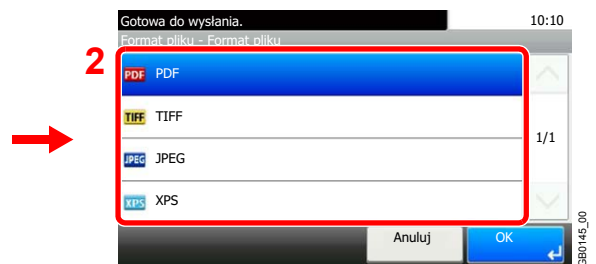 Gotowa do wysłania. 10:10
Format pliku - Format pliku
2
PDF PDF
TIFF TIFF
1/1
JPEG JPEG
XPS XPS
Anuluj OK
GB0145_00